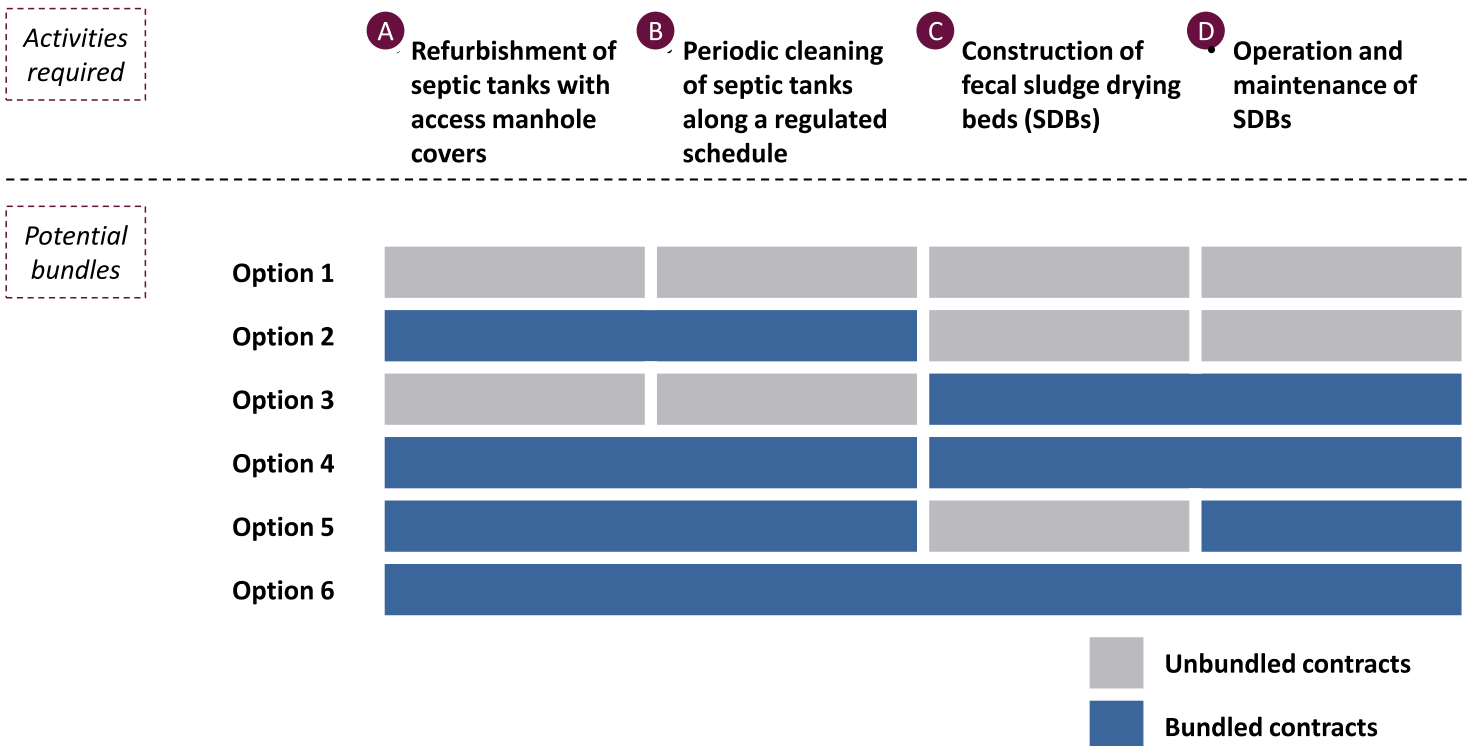 Activities
required
A
Refurbishment of
septic tanks with
access manhole
covers
B
Periodic cleaning
of septic tanks
along a regulated
schedule
C
Construction of
fecal sludge drying
beds (SDBs)
D
• Operation and
maintenance of
SDBs
Potential
bundles
Option 1
Option 2
Option 3
Option 4
Option 5
Option 6
Unbundled contracts
Bundled contracts